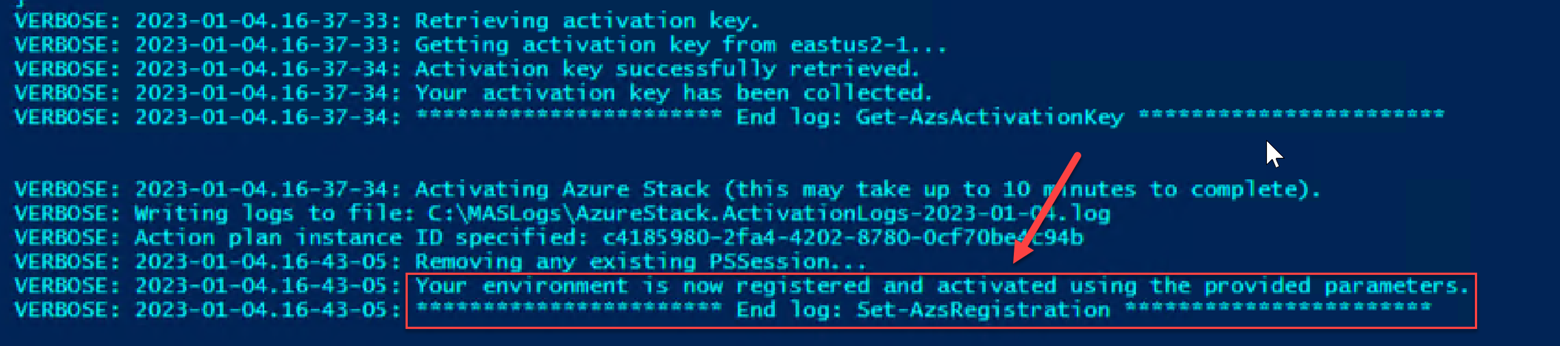 VERBOSE: 2023-01-04.16-37-33: Retrieving activation key.
VERBOSE: 2023-01-04.16-37-33: Getting activation key from eastus2-1...
VERBOSE: 2023-01-04.16-37-34: Activation key successfully retrieved.
VERBOSE: 2023-01-04.16-37-34: Your activation key has been collected.
VERBOSE: 2023-01-04.16-37-34: *********************** End log: Get-AzsActivationKey ***********************
VERBOSE: 2023-01-04.16-37-34: Activating Azure Stack (this may take up to 10 minutes to complete).
VERBOSE: Writing logs to file: C:\MASLogs\AzureStack.ActivationLogs-2023-01-04.log
VERBOSE: Action plan instance ID specified: c4185980-2fa4-4202-8780-0cf70be4c94b
VERBOSE: 2023-01-04.16-43-05: Removing any existing PSSession...
VERBOSE: 2023-01-04.16-43-05: Your environment is now registered and activated using the provided parameters.
VERBOSE: 2023-01-04.16-43-05: *********************** End log: Set-AzsRegistration ***********************